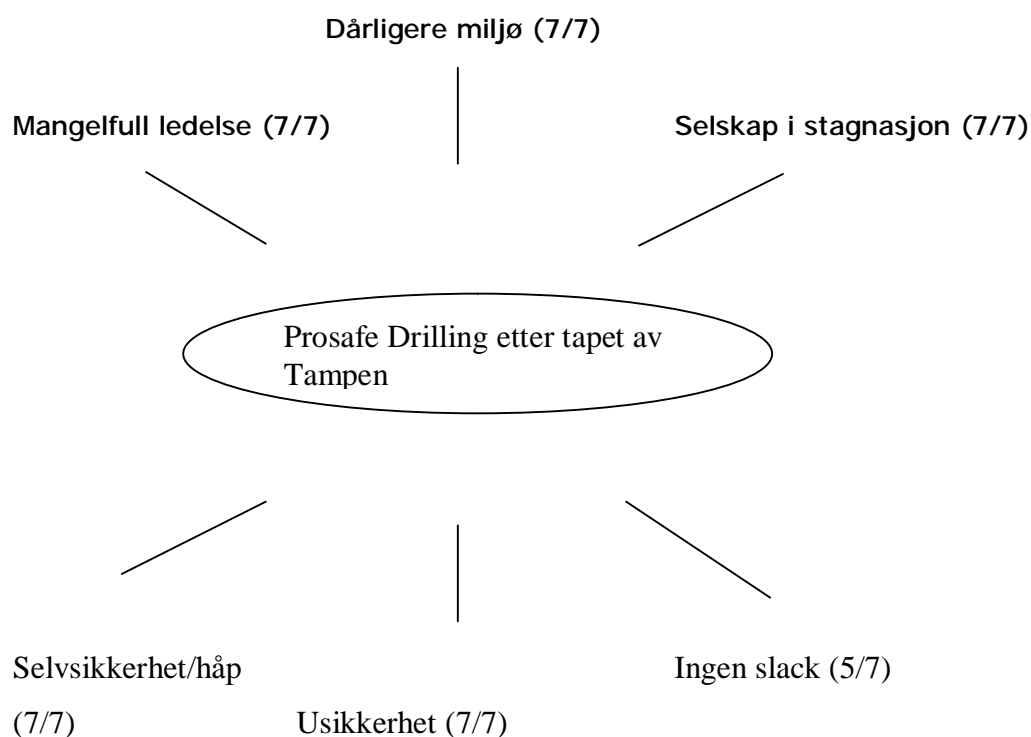 Dårligere miljø (7/7)
Mangelfull ledelse (7/7)
Selskap i stagnasjon (7/7)
Prosafe Drilling etter tapet av
Tampen
Selvsikkerhet/håp
(7/7)
Usikkerhet (7/7)
Ingen slack (5/7)